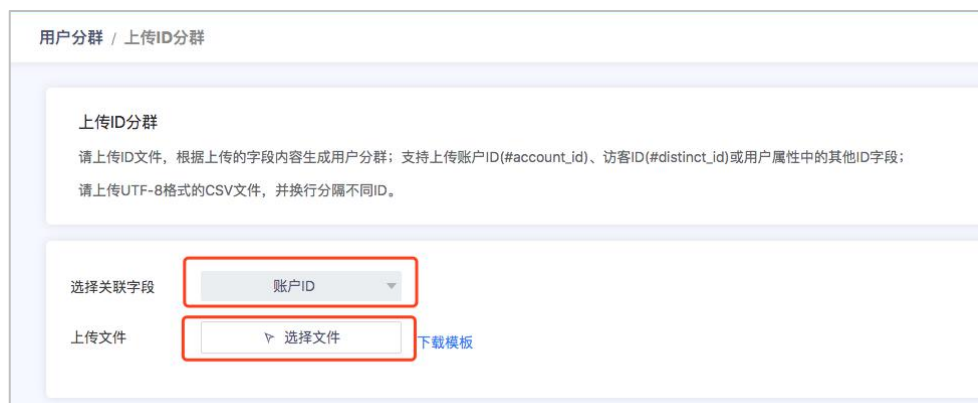 用户分群 / 上传ID分群
上传ID分群
请上传ID文件，根据上传的字段内容生成用户分群；支持上传账户ID(#account_id)、访客ID(#distinct_id)或用户属性中的其他ID字段；
请上传UTF-8格式的CSV文件，并换行分隔不同ID。
选择关联字段 账户ID
上传文件 选择文件 下载模板